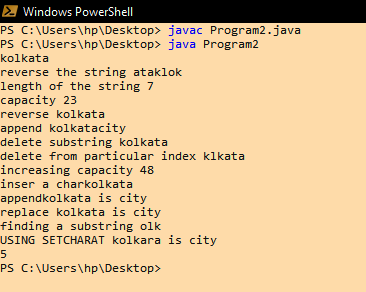 Windows PowerShell
PS C:\Users\hp\Desktop> javac Program2.java
PS C:\Users\hp\Desktop> java Program2
kolkata
reverse the string ataklok
length of the string 7
capacity 23
reverse kolkata
append kolkatacity
delete substring kolkata
delete from particular index klkata
increasing capacity 48
inser a charkolkata
appendkolkata is city
replace kolkata is city
finding a substring olk
USING SETCHARAT kolkara is city
5
PS C:\Users\hp\Desktop>